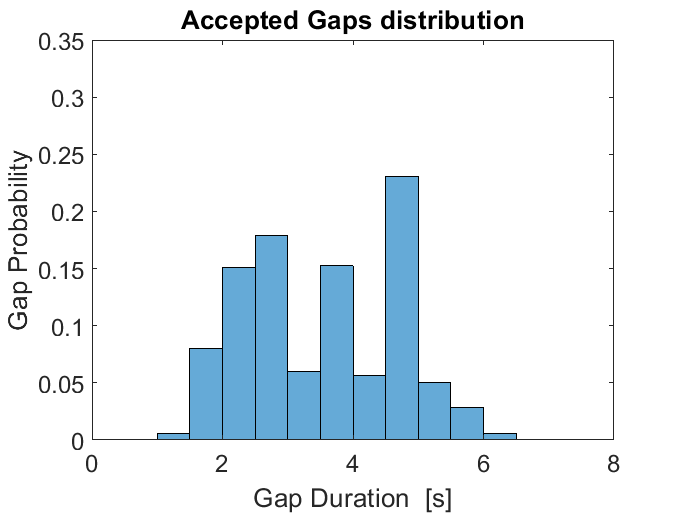 Accepted Gaps distribution
0.35
0.3
0.25
0.2
0.15
0.1
0.05
0
Gap Probability
0 2 4 6 8
Gap Duration [s]